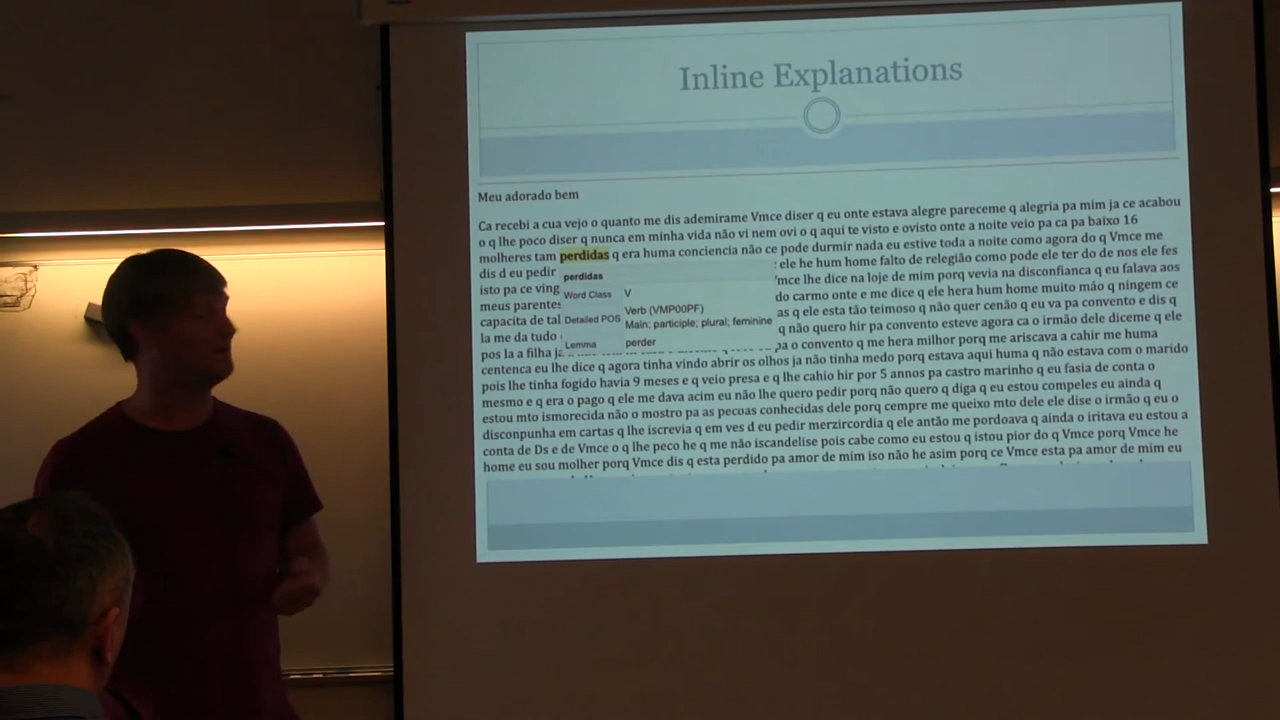 Inline Explanations
Meu adorado bem
Ca recebi a cua vejo o quanto me dis ademirame Vmce diser q eu onte estava alegre pareceme q alegria pa mim ja ce acabou
o q lhe poco diser q nunca em minha vida não vi nem ovi o q aqui te visto e ovisto onte a noite veio pa ca pa baixo 16
molheres tam perdidas q era huma conciencia não ce pode durmir nada eu estive toda a noite como agora do q Vmce me
dis d eu pedir : ele he hum home falto de relegião como pode ele ter do de nos ele fes
isto pa ce ving 'mce lhe dice na loje de mim porq vevia na disconfianca q eu falava aos
meus parentes do carmo onte e me dice q ele hera hum home muito máo q ningem ce
capacita de tal as q ele esta tão teimoso q não quer cenão q eu va pa convento e dis q
la me da tudo q não quero hir pa convento esteve agora ca o irmão dele diceme q ele
pos la a filha já pa o convento q me hera milhor porq me ariscava a cahir me huma
perdidas
Word Class V
Detailed POS Verb (VMP00PF)
Main; participle; plural; feminine
Lemma perder
centenca eu lhe dice q agora tinha vindo abrir os olhos ja não tinha medo porq estava aqui huma q não estava com o marido
pois lhe tinha fogido havia 9 meses e q veio presa e q lhe cahio hir por 5 annos pa castro marinho q eu fasia de conta o
mesmo e q era o pago q ele me dava acim eu não lhe quero pedir porq não quero q diga q eu estou compeles eu ainda q
estou mto ismorecida não o mostro pa as pecoas conhecidas dele porq cempre me queixo mto dele ele dise o irmão q eu o
disconpunha em cartas q lhe iscrevia q em ves d eu pedir merzircordia q ele antão me pordoava q ainda o iritava eu estou a
conta de Ds e de Vmce o q lhe peco he q me não iscandelise pois cabe como eu estou q istou pior do q Vmce porq Vmce he
home eu sou molher porq Vmce dis q esta perdido pa amor de mim iso não he asim porq ce Vmce esta pa amor de mim eu